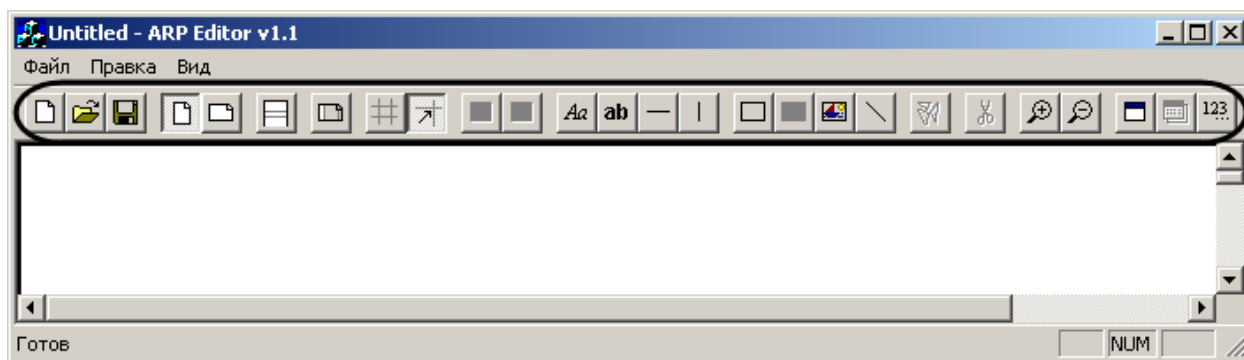 Untitled - ARP Editor v1.1
Файл Правка Вид
Aa ab 123
Готов NUM